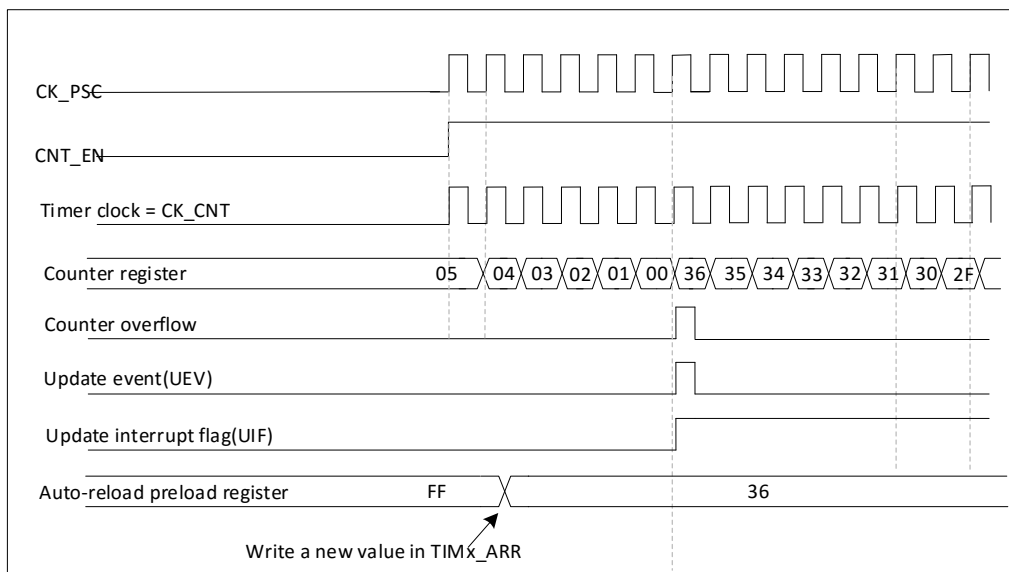 CK_PSC
CNT_EN
Timer clock = CK_CNT
Counter register 05 04 03 02 01 00 36 35 34 33 32 31 30 2F
Counter overflow
Update event(UEV)
Update interrupt flag(UIF)
Auto-reload preload register FF 36
Write a new value in TIMx_ARR